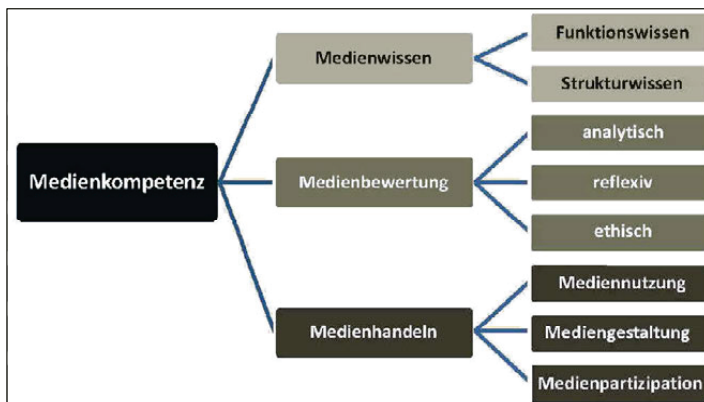 Medienkompetenz
Medienwissen
Funktionswissen
Strukturwissen
Medienbewertung
analytisch
reflexiv
ethisch
Medienhandeln
Mediennutzung
Mediengestaltung
Medienpartizipation